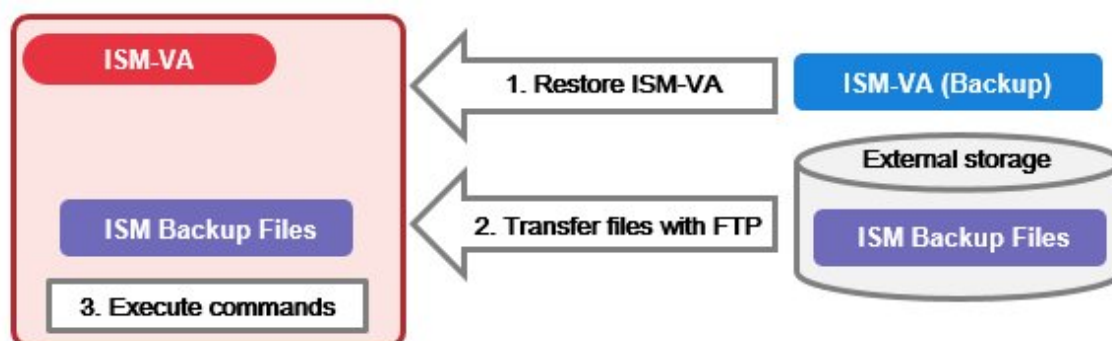 ISM-VA
1. Restore ISM-VA
ISM-VA (Backup)
External storage
ISM Backup Files
2. Transfer files with FTP
ISM Backup Files
3. Execute commands